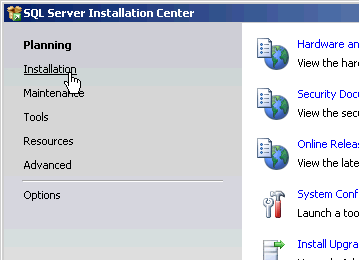 SQL Server Installation Center
Planning
Installation
Maintenance
Tools
Resources
Advanced
Options
Hardware an
View the hard
Security Docu
View the secu
Online Releas
View the late
System Conf
Launch a too
Install Upgra